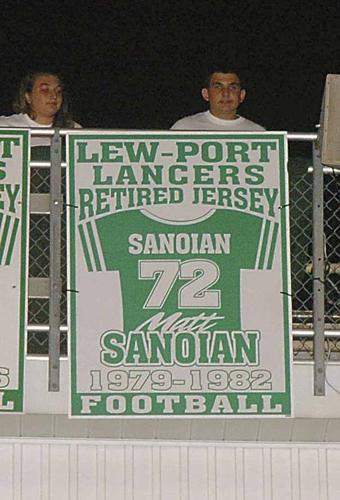 LEW-PORT
LANCERS
RETIRED JERSEY
SANOIAN
72
Matt
SANOIAN
1979-1982
FOOTBALL